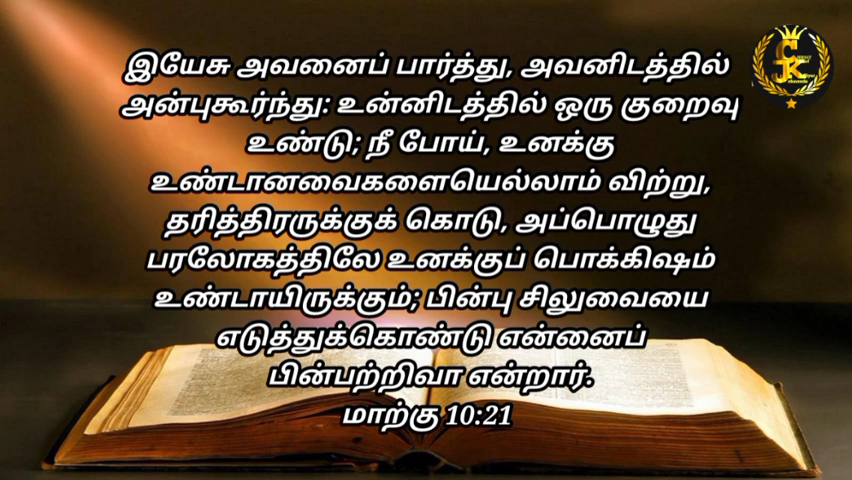 இயேசு அவனைப் பார்த்து, அவனிடத்தில்
அன்புகூர்ந்து: உன்னிடத்தில் ஒரு குறைவு
உண்டு; நீ போய், உனக்கு
உண்டானவைகளையெல்லாம் விற்று,
தரித்திரருக்குக் கொடு, அப்பொழுது
பரலோகத்திலே உனக்குப் பொக்கிஷம்
உண்டாயிருக்கும்; பின்பு சிலுவையை
எடுத்துக்கொண்டு என்னைப்
பின்பற்றிவா என்றார்.
மாற்கு 10:21